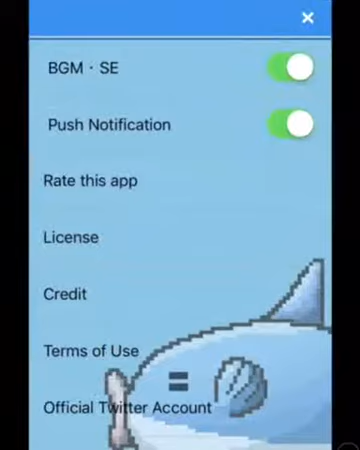 BGM · SE
Push Notification
Rate this app
License
Credit
Terms of Use
Official Twitter Account